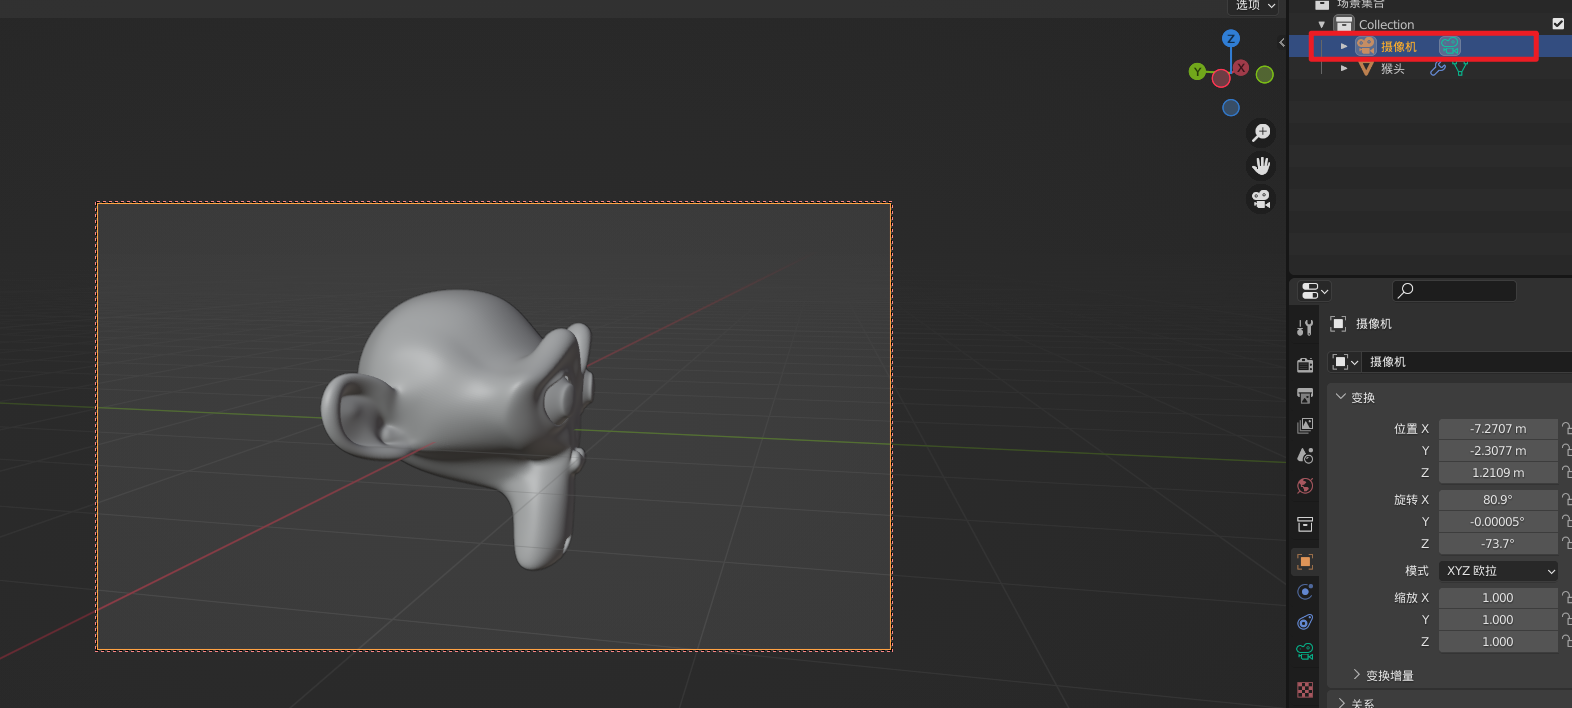 选项
场景集合
Collection
摄像机
猴头
Z
Y
X
摄像机
摄像机
变换
位置 X
-7.2707 m
Y
-2.3077 m
Z
1.2109 m
旋转 X
80.9°
Y
-0.00005°
Z
-73.7°
模式
XYZ 欧拉
缩放 X
1.000
Y
1.000
Z
1.000
变换增量
关系